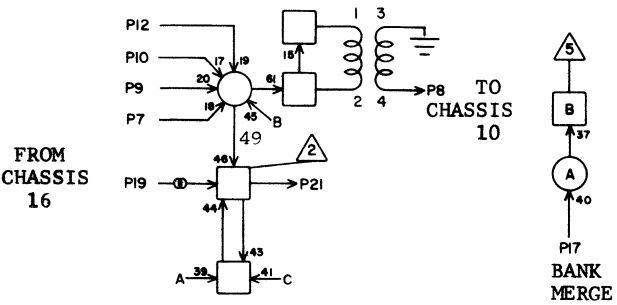 P12
1 3
P10
17 19
15
P9
20
61
2 4
P8
TO
CHASSIS
10
P7
18
45
B
49
5
B
37
A
40
P17
BANK
MERGE
FROM
CHASSIS
16
46
2
P19
P21
44
43
A 39
41 C